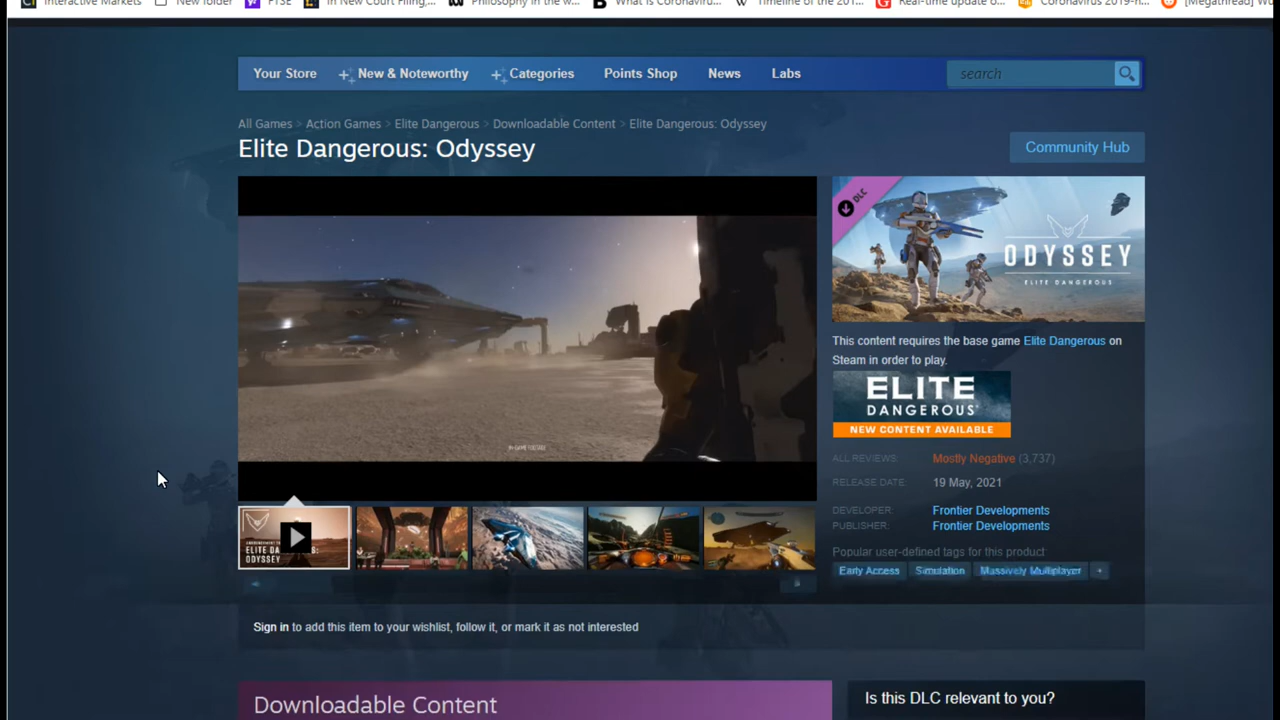 Interactive Markets
New folder
FTSE
In New Court Filing,...
Philosophy in the w...
What is Coronaviru...
Timeline of the 201...
Real-time update o...
Coronavirus 2019-n...
[Megathread] Wu
Your Store
New & Noteworthy
Categories
Points Shop
News
Labs
search
All Games > Action Games > Elite Dangerous > Downloadable Content > Elite Dangerous: Odyssey
Elite Dangerous: Odyssey
Community Hub
DLC
ODYSSEY
ELITE DANGEROUS
IN-GAME FOOTAGE
This content requires the base game Elite Dangerous on
Steam in order to play.
ELITE
DANGEROUS
NEW CONTENT AVAILABLE
ALL REVIEWS: Mostly Negative (3,737)
RELEASE DATE: 19 May, 2021
DEVELOPER: Frontier Developments
PUBLISHER: Frontier Developments
Popular user-defined tags for this product
Early Access
Simulation
Massively Multiplayer
+
ODYSSEY
Sign in to add this item to your wishlist, follow it, or mark it as not interested
Downloadable Content
Is this DLC relevant to you?